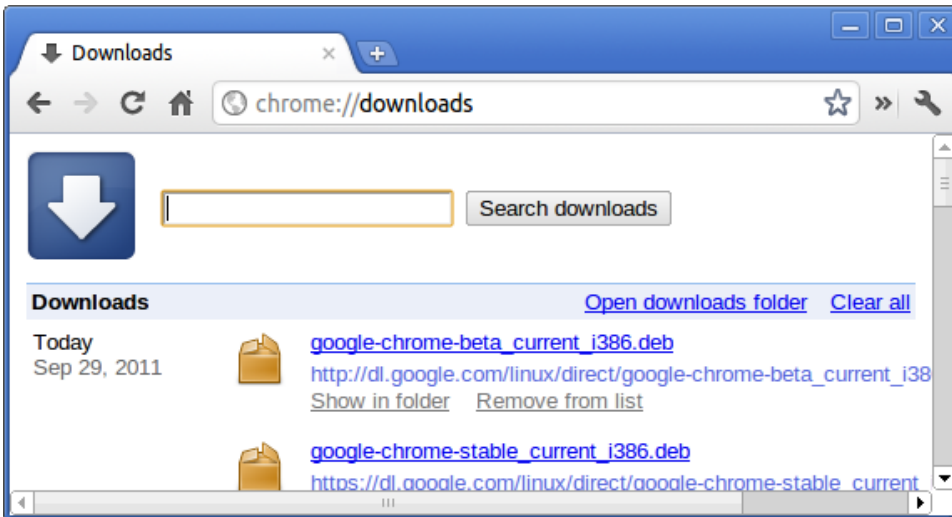 Downloads
chrome://downloads
Search downloads
Downloads Open downloads folder Clear all
Today google-chrome-beta_current_i386.deb
Sep 29, 2011 http://dl.google.com/linux/direct/google-chrome-beta_current_i38
Show in folder Remove from list
google-chrome-stable_current_i386.deb
https://dl.google.com/linux/direct/google-chrome-stable_current